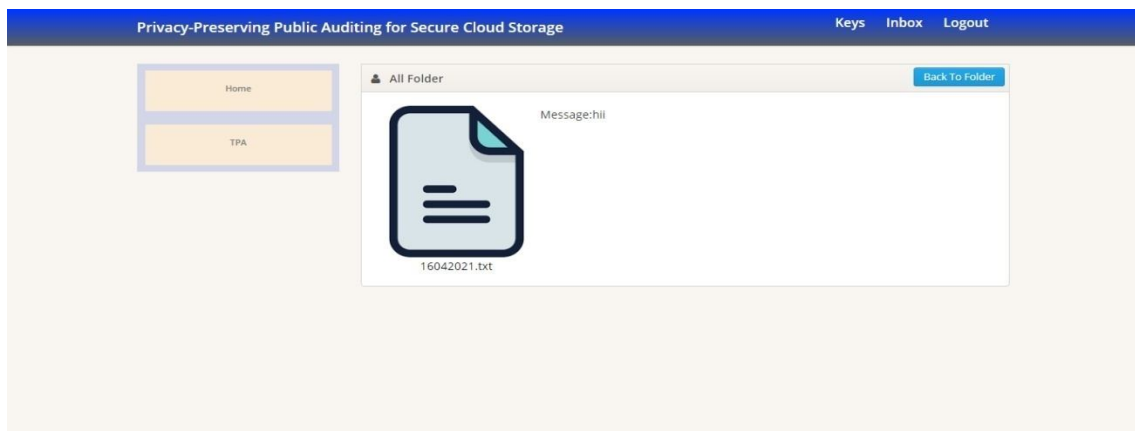 Privacy-Preserving Public Auditing for Secure Cloud Storage
Keys Inbox Logout
Home
TPA
All Folder
Back To Folder
Message:hii
16042021.txt